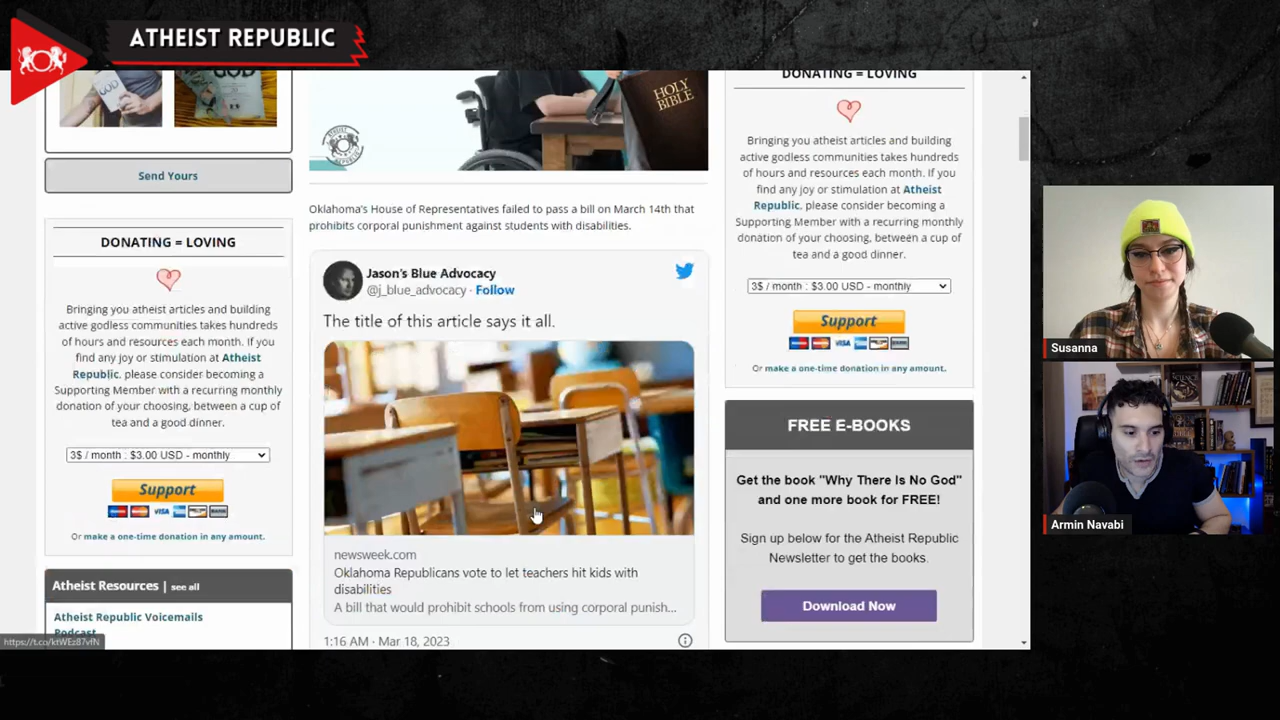 ATHEIST REPUBLIC
GOD
GOD
Send Yours
DONATING = LOVING
Bringing you atheist articles and building
active godless communities takes hundreds
of hours and resources each month. If you
find any joy or stimulation at Atheist
Republic, please consider becoming a
Supporting Member with a recurring monthly
donation of your choosing, between a cup of
tea and a good dinner.
3$ / month : $3.00 USD - monthly
Support
VISA
Or make a one-time donation in any amount.
Atheist Resources | see all
Atheist Republic Voicemails
Podcast
https://t.co/ktWEz87vfN
HOLY
BIBLE
ATHEIST
REPUBLIC
Oklahoma's House of Representatives failed to pass a bill on March 14th that
prohibits corporal punishment against students with disabilities.
Jason's Blue Advocacy
@j_blue_advocacy · Follow
The title of this article says it all.
newsweek.com
Oklahoma Republicans vote to let teachers hit kids with
disabilities
A bill that would prohibit schools from using corporal punish...
1:16 AM · Mar 18, 2023
DONATING = LOVING
Bringing you atheist articles and building
active godless communities takes hundreds
of hours and resources each month. If you
find any joy or stimulation at Atheist
Republic, please consider becoming a
Supporting Member with a recurring monthly
donation of your choosing, between a cup of
tea and a good dinner.
3$ / month : $3.00 USD - monthly
Support
VISA
Or make a one-time donation in any amount.
FREE E-BOOKS
Get the book "Why There Is No God"
and one more book for FREE!
Sign up below for the Atheist Republic
Newsletter to get the books.
Download Now
Susanna
Armin Navabi